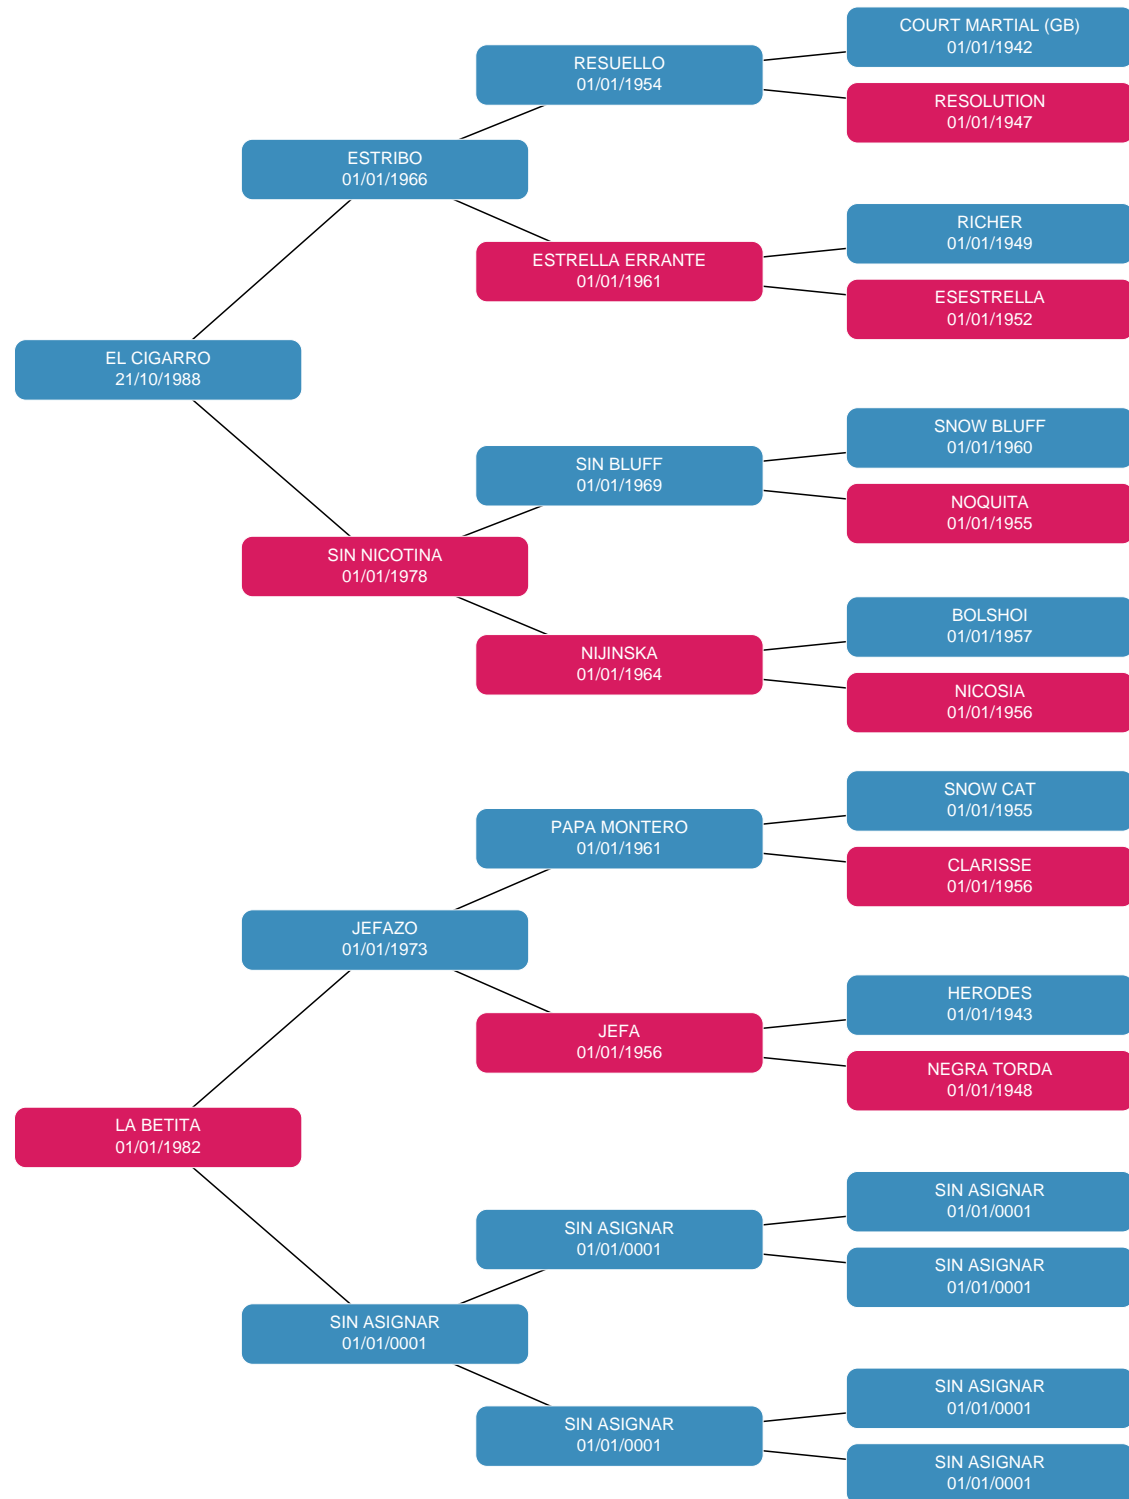 COURT MARTIAL (GB)
01/01/1942
RESUELLO
01/01/1954
RESOLUTION
01/01/1947
ESTRIBO
01/01/1966
RICHER
01/01/1949
ESTRELLA ERRANTE
01/01/1961
ESESTRELLA
01/01/1952
EL CIGARRO
21/10/1988
SNOW BLUFF
01/01/1960
SIN BLUFF
01/01/1969
NOQUITA
01/01/1955
SIN NICOTINA
01/01/1978
BOLSHOI
01/01/1957
NIJINSKA
01/01/1964
NICOSIA
01/01/1956
SNOW CAT
01/01/1955
PAPA MONTERO
01/01/1961
CLARISSE
01/01/1956
JEFAZO
01/01/1973
HERODES
01/01/1943
JEFA
01/01/1956
NEGRA TORDA
01/01/1948
LA BETITA
01/01/1982
SIN ASIGNAR
01/01/0001
SIN ASIGNAR
01/01/0001
SIN ASIGNAR
01/01/0001
SIN ASIGNAR
01/01/0001
SIN ASIGNAR
01/01/0001
SIN ASIGNAR
01/01/0001
SIN ASIGNAR
01/01/0001